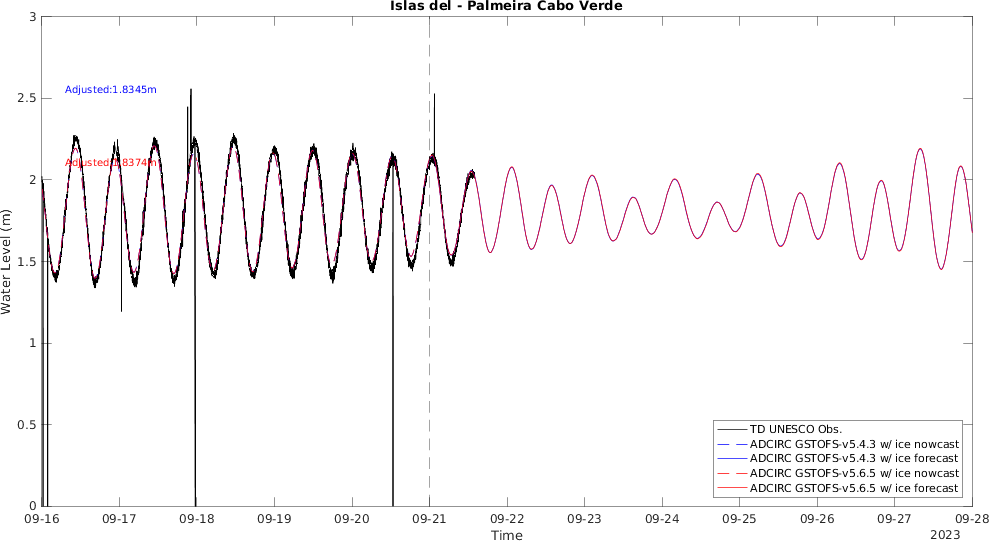 Islas del - Palmeira Cabo Verde
3
2.5
2
1.5
1
0.5
0
Water Level (m)
Adjusted:1.8345m
Adjusted:1.8374m
TD UNESCO Obs.
ADCIRC GSTOFS-v5.4.3 w/ ice nowcast
ADCIRC GSTOFS-v5.4.3 w/ ice forecast
ADCIRC GSTOFS-v5.6.5 w/ ice nowcast
ADCIRC GSTOFS-v5.6.5 w/ ice forecast
09-16 09-17 09-18 09-19 09-20 09-21 09-22 09-23 09-24 09-25 09-26 09-27 09-28
Time
2023